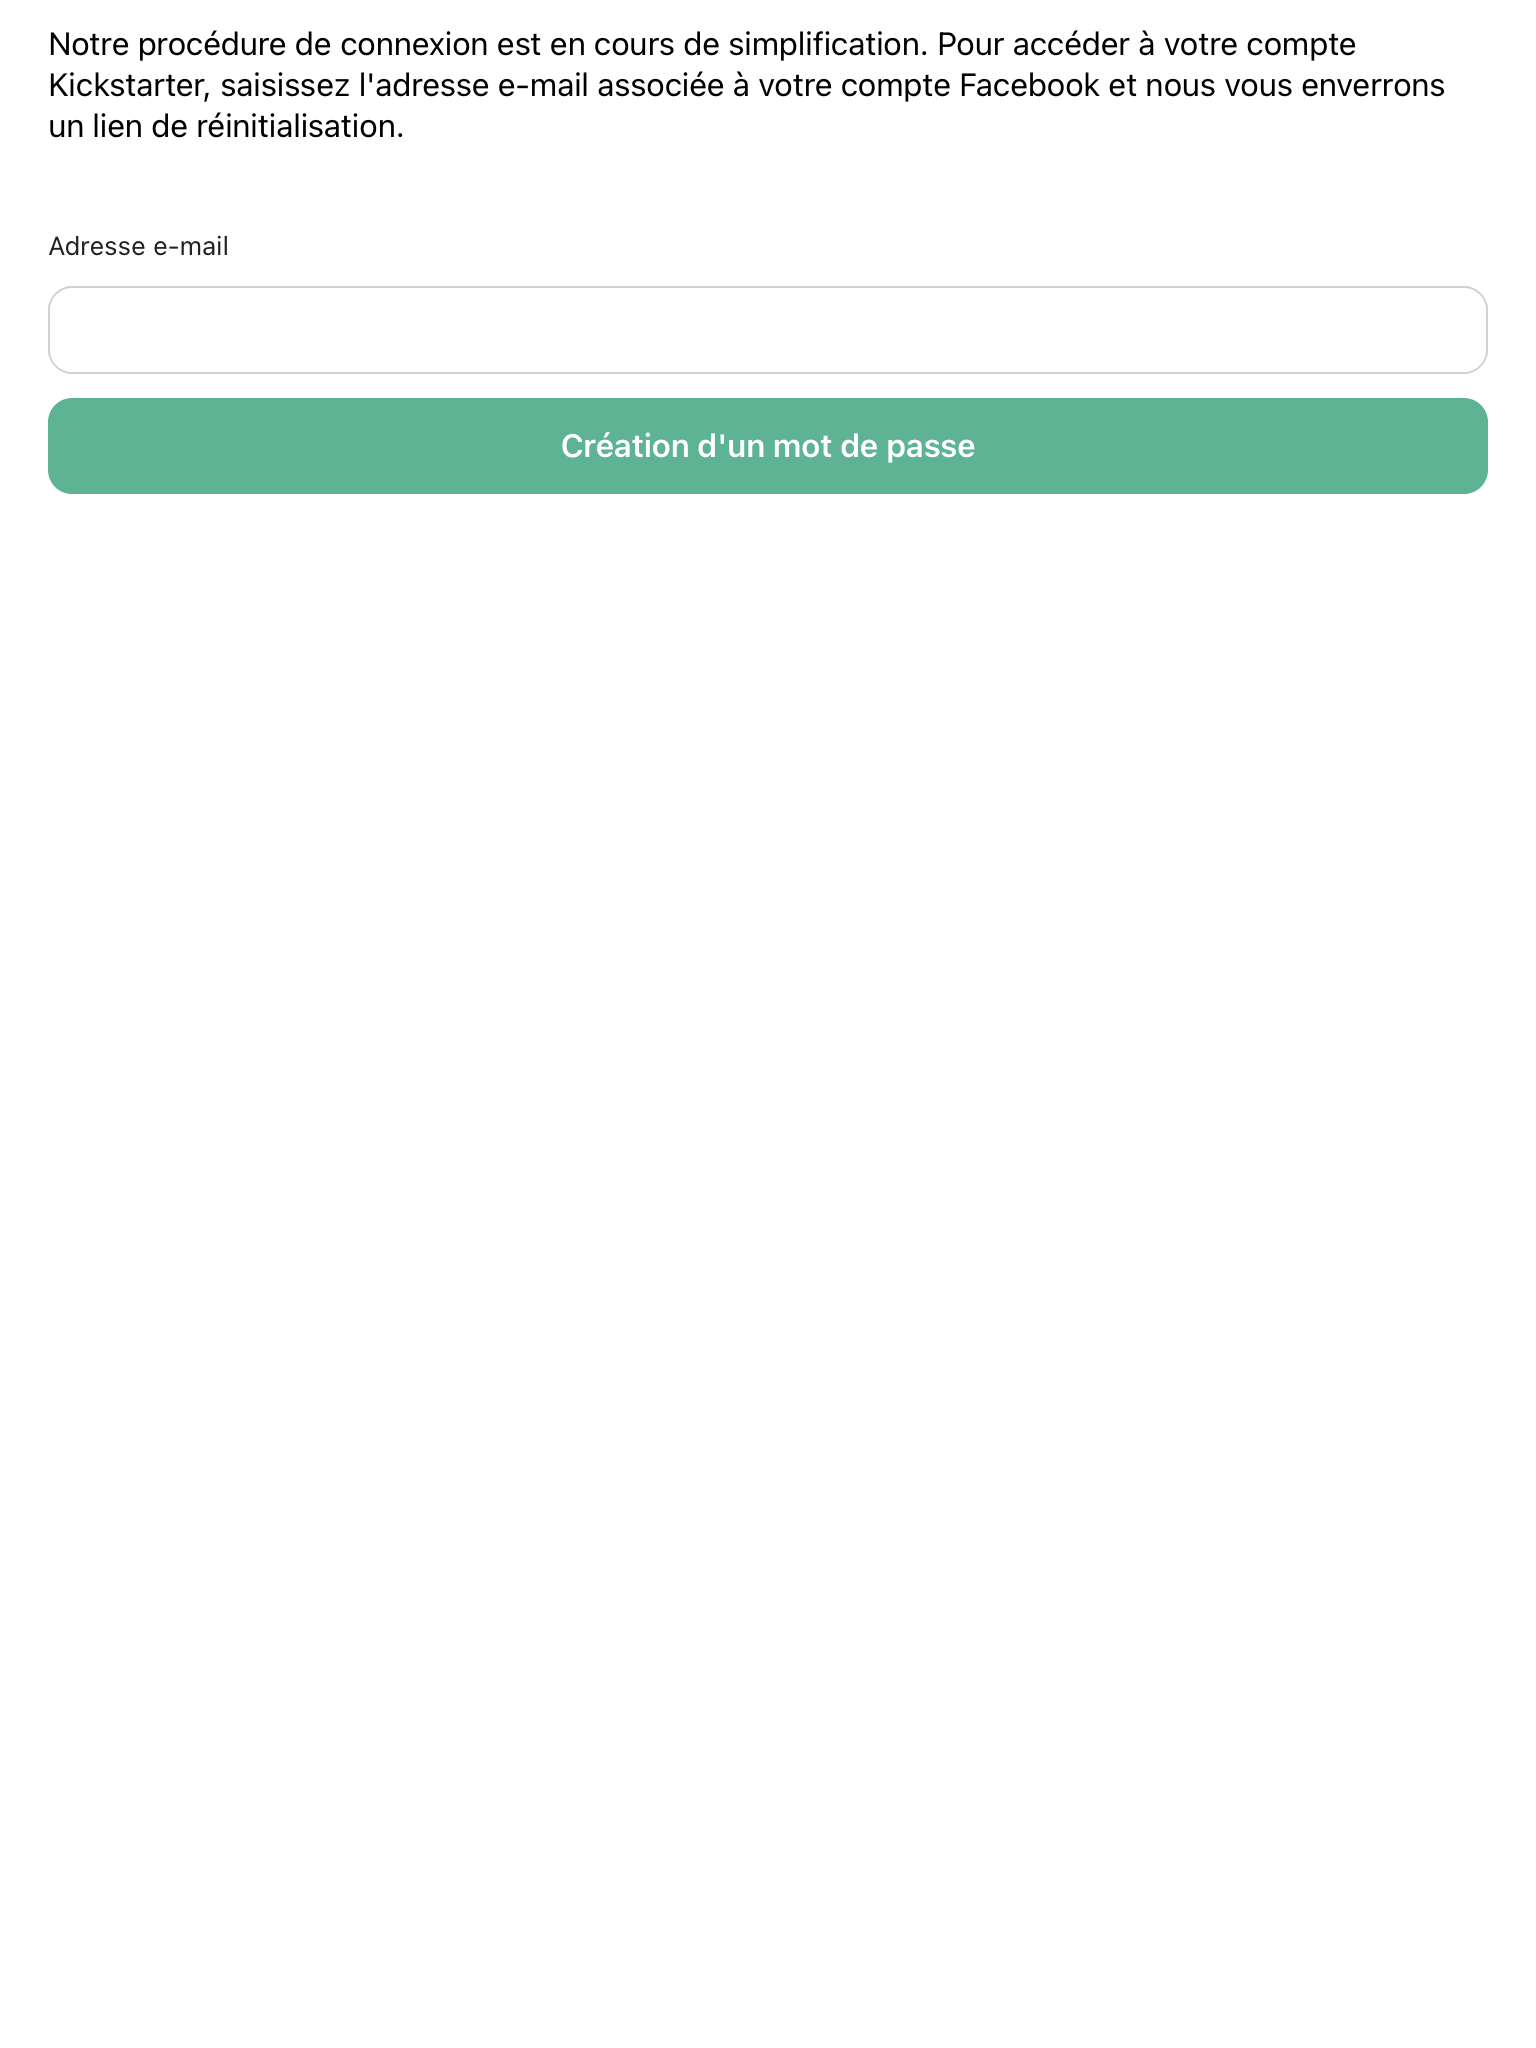 Notre procédure de connexion est en cours de simplification. Pour accéder à votre compte
Kickstarter, saisissez l'adresse e-mail associée à votre compte Facebook et nous vous enverrons
un lien de réinitialisation.
Adresse e-mail
Création d'un mot de passe